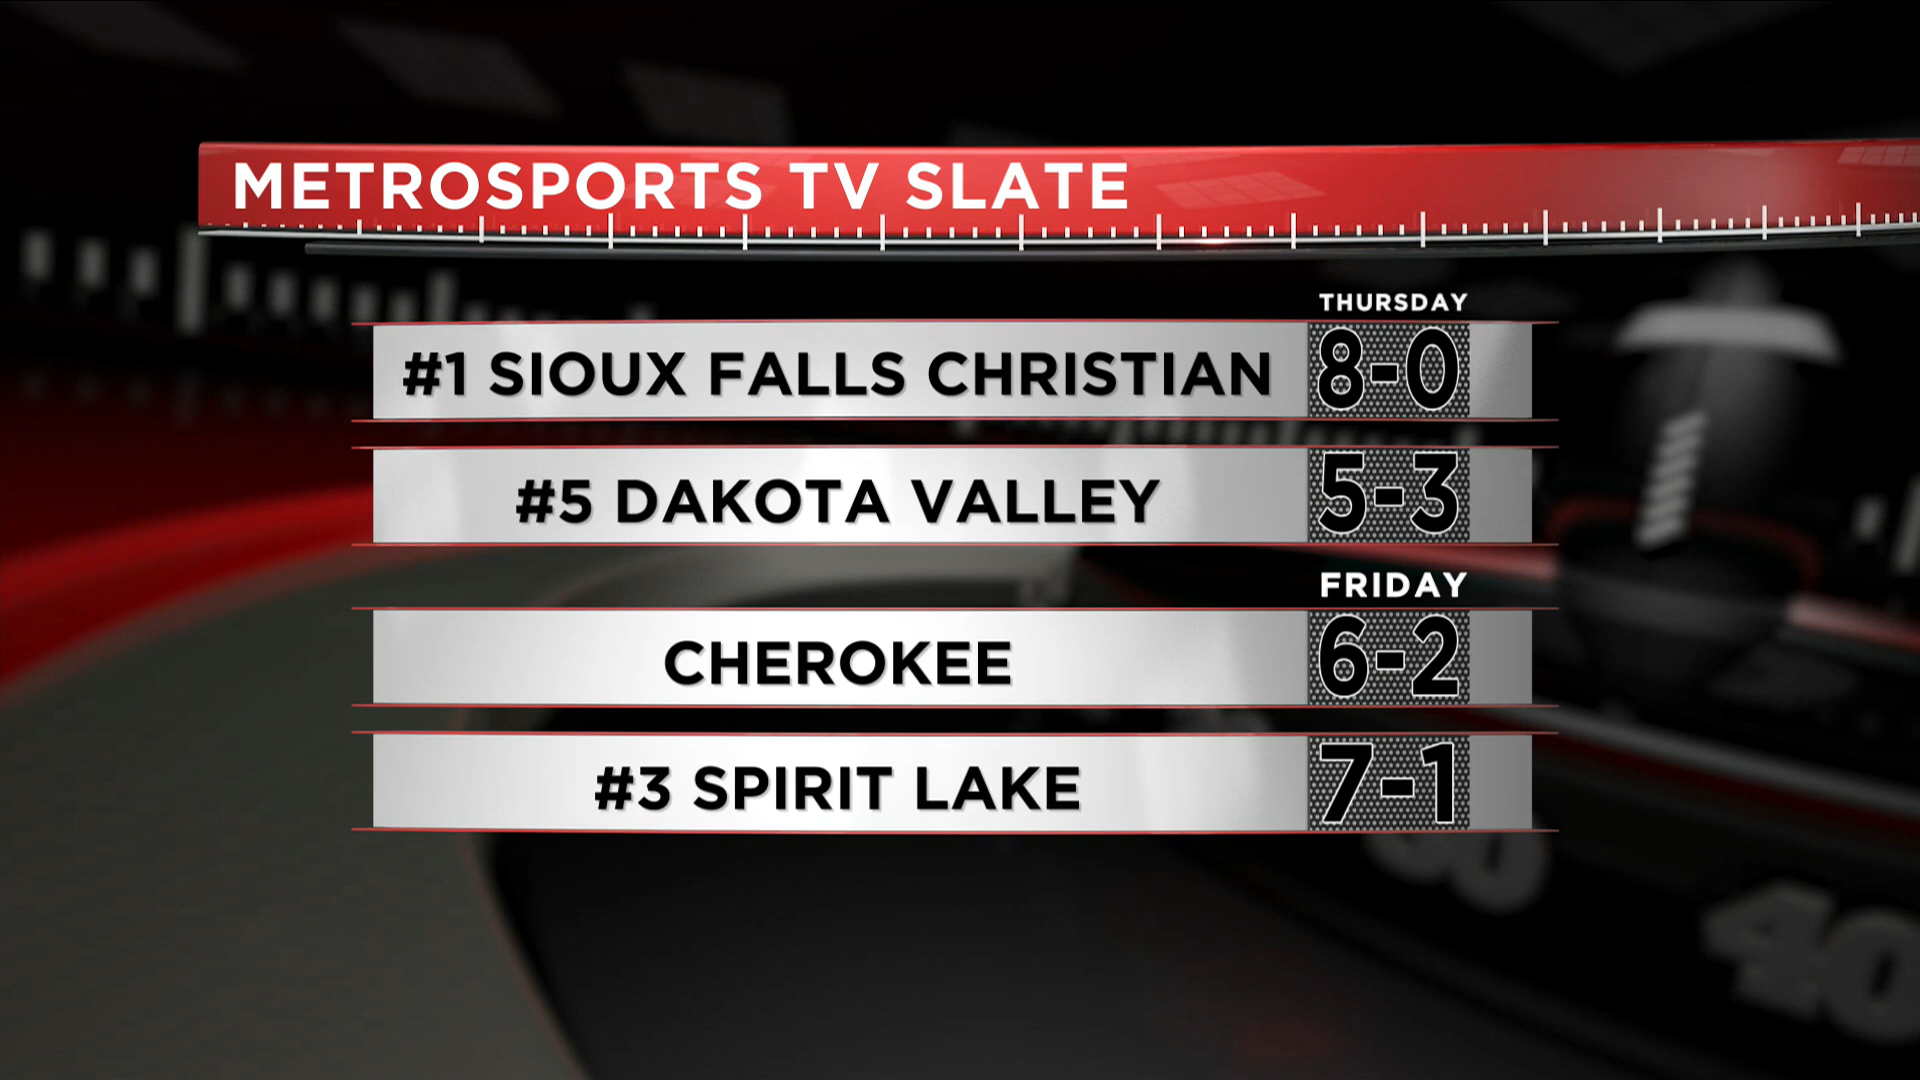 METROSPORTS TV SLATE
THURSDAY
#1 SIOUX FALLS CHRISTIAN 8-0
#5 DAKOTA VALLEY 5-3
FRIDAY
CHEROKEE 6-2
#3 SPIRIT LAKE 7-1
40